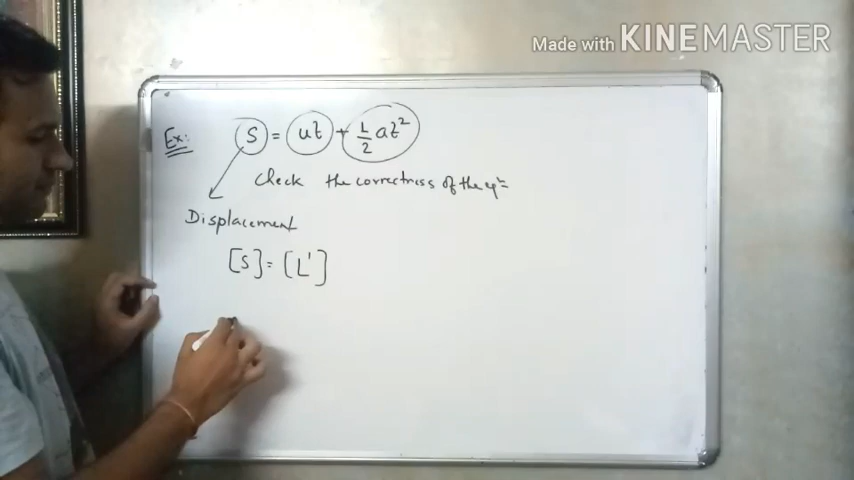 Made with KINEMASTER
Ex: S = ut + 1/2 at²
Check the correctness of the eqn
Displacement
[S] = [L¹]